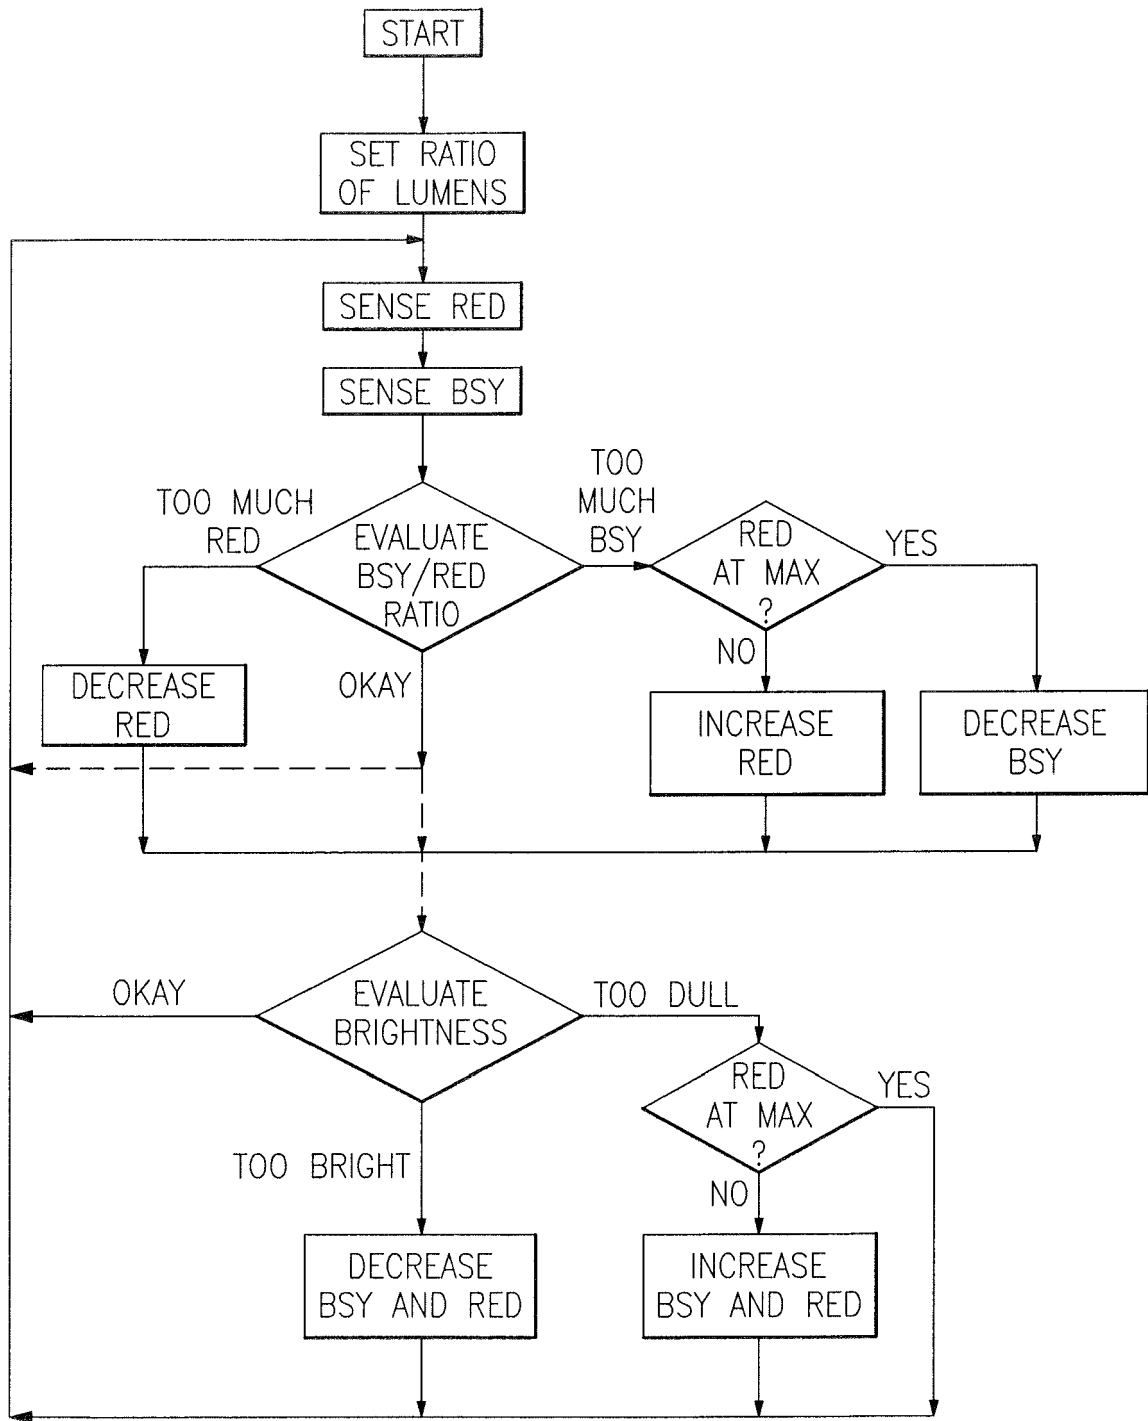 START
SET RATIO
OF LUMENS
SENSE RED
SENSE BSY
TOO MUCH
RED
EVALUATE
BSY/RED
RATIO
TOO
MUCH
BSY
RED
AT MAX
?
YES
NO
OKAY
DECREASE
RED
INCREASE
RED
DECREASE
BSY
OKAY
EVALUATE
BRIGHTNESS
TOO DULL
RED
AT MAX
?
YES
TOO BRIGHT
NO
DECREASE
BSY AND RED
INCREASE
BSY AND RED